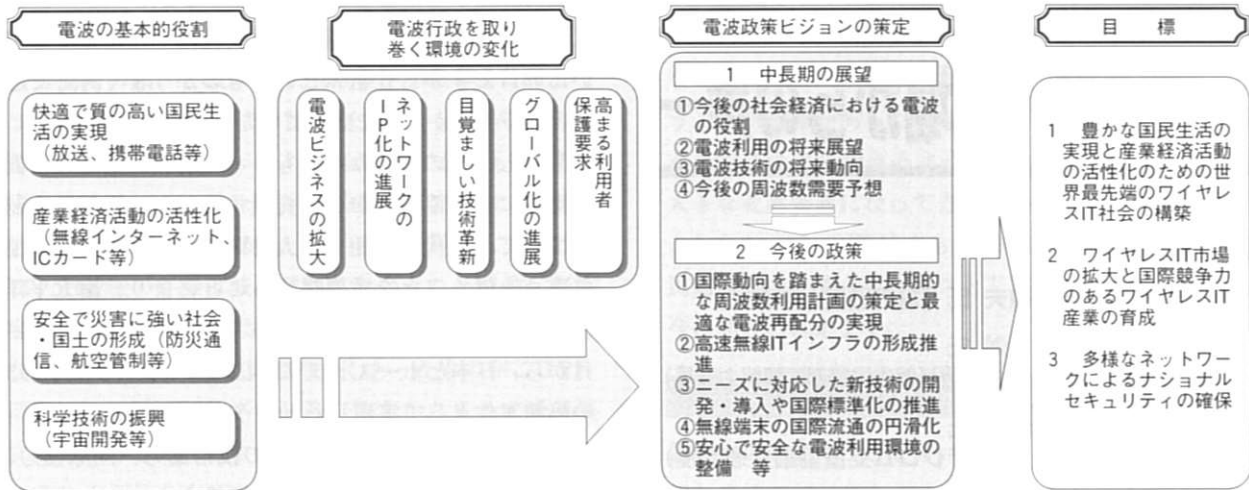 電波の基本的役割
快適で質の高い国民生
活の実現
(放送、携帯電話等)
産業経済活動の活性化
(無線インターネット、
ICカード等)
安全で災害に強い社会
・国土の形成(防災通
信、航空管制等)
科学技術の振興
(宇宙開発等)
電波行政を取り
巻く環境の変化
電波ビジネスの拡大
ネットワークの
IP化の進展
目覚ましい技術革新
グローバル化の進展
高まる利用者
保護要求
電波政策ビジョンの策定
1 中長期の展望
①今後の社会経済における電波
の役割
②電波利用の将来展望
③電波技術の将来動向
④今後の周波数需要予想
2 今後の政策
①国際動向を踏まえた中長期的
な周波数利用計画の策定と最
適な電波再配分の実現
②高速無線ITインフラの形成推
進
③ニーズに対応した新技術の開
発・導入や国際標準化の推進
④無線端末の国際流通の円滑化
⑤安心で安全な電波利用環境の
整備 等
目 標
1 豊かな国民生活の
実現と産業経済活動
の活性化のための世
界最先端のワイヤレ
スIT社会の構築
2 ワイヤレスIT市場
の拡大と国際競争力
のあるワイヤレスIT
産業の育成
3 多様なネットワー
クによるナショナル
セキュリティの確保